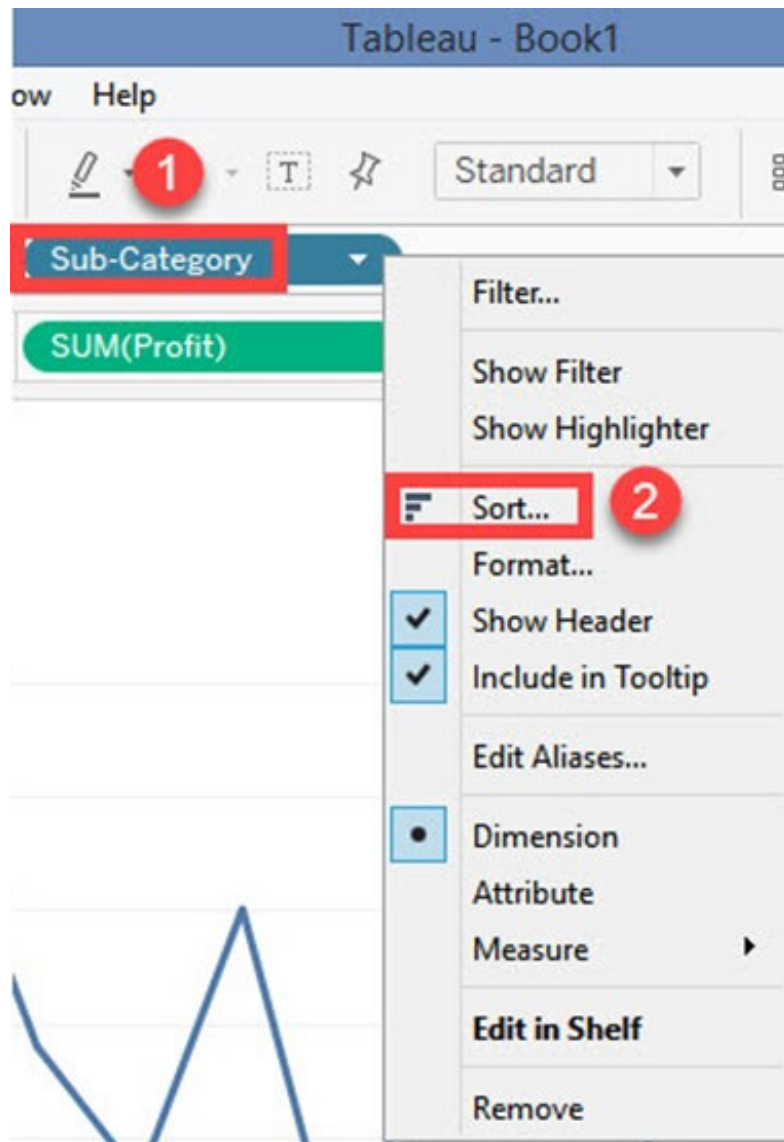 Tableau - Book1
ow Help
1 T Standard
Sub-Category
SUM(Profit)
Filter...
Show Filter
Show Highlighter
Sort... 2
Format...
Show Header
Include in Tooltip
Edit Aliases...
Dimension
Attribute
Measure
Edit in Shelf
Remove